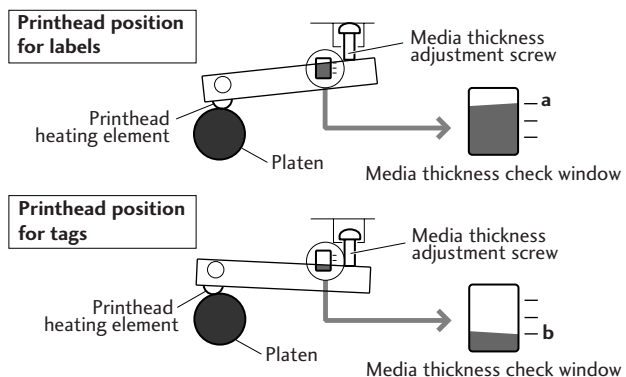 Printhead position
for labels
Media thickness
adjustment screw
Printhead
heating element
Platen
a
Media thickness check window
Printhead position
for tags
Media thickness
adjustment screw
Printhead
heating element
Platen
b
Media thickness check window